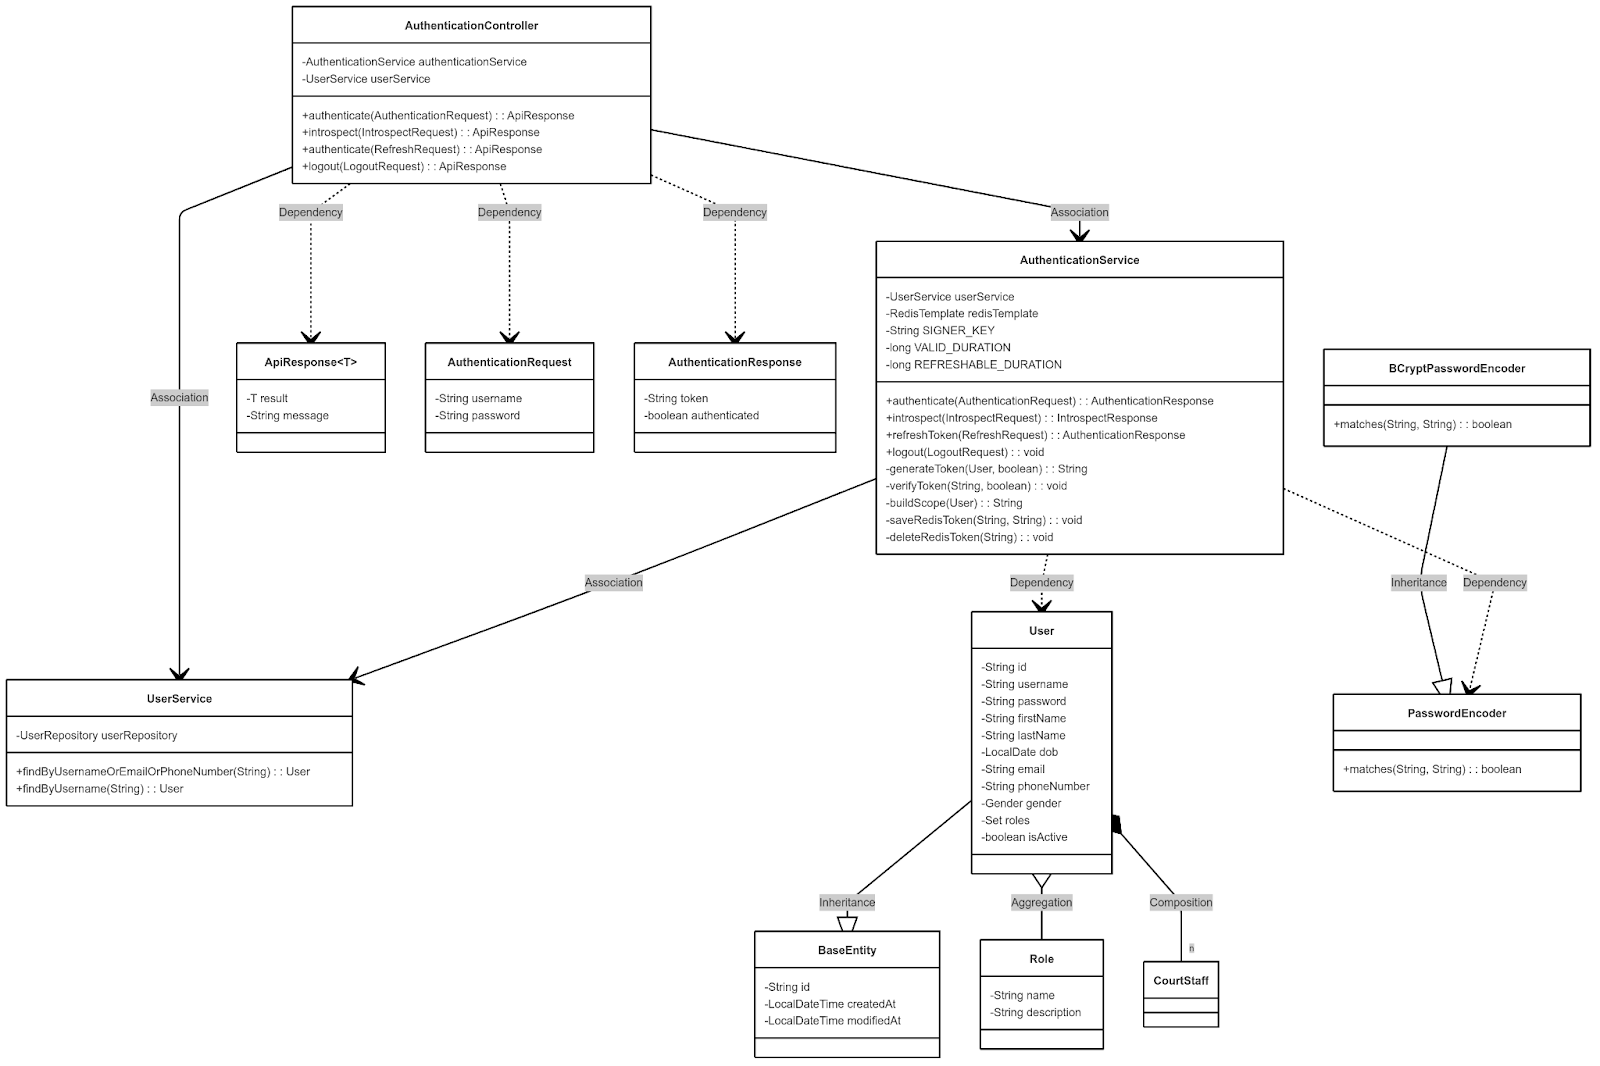 AuthenticationController
-AuthenticationService authenticationService
-UserService userService
+authenticate(AuthenticationRequest) : : ApiResponse
+introspect(IntrospectRequest) : : ApiResponse
+authenticate(RefreshRequest) : : ApiResponse
+logout(LogoutRequest) : : ApiResponse
Dependency
Dependency
Dependency
Association
ApiResponse<T>
-T result
-String message
AuthenticationRequest
-String username
-String password
AuthenticationResponse
-String token
-boolean authenticated
AuthenticationService
-UserService userService
-RedisTemplate redisTemplate
-String SIGNER_KEY
-long VALID_DURATION
-long REFRESHABLE_DURATION
+authenticate(AuthenticationRequest) : : AuthenticationResponse
+introspect(IntrospectRequest) : : IntrospectResponse
+refreshToken(RefreshRequest) : : AuthenticationResponse
+logout(LogoutRequest) : : void
-generateToken(User, boolean) : : String
-verifyToken(String, boolean) : : void
-buildScope(User) : : String
-saveRedisToken(String, String) : : void
-deleteRedisToken(String) : : void
BCryptPasswordEncoder
+matches(String, String) : : boolean
Association
Association
Dependency
Inheritance
Dependency
UserService
-UserRepository userRepository
+findByUsernameOrEmailOrPhoneNumber(String) : : User
+findByUsername(String) : : User
User
-String id
-String username
-String password
-String firstName
-String lastName
-LocalDate dob
-String email
-String phoneNumber
-Gender gender
-Set roles
-boolean isActive
PasswordEncoder
+matches(String, String) : : boolean
Inheritance
Aggregation
Composition
n
BaseEntity
-String id
-LocalDateTime createdAt
-LocalDateTime modifiedAt
Role
-String name
-String description
CourtStaff